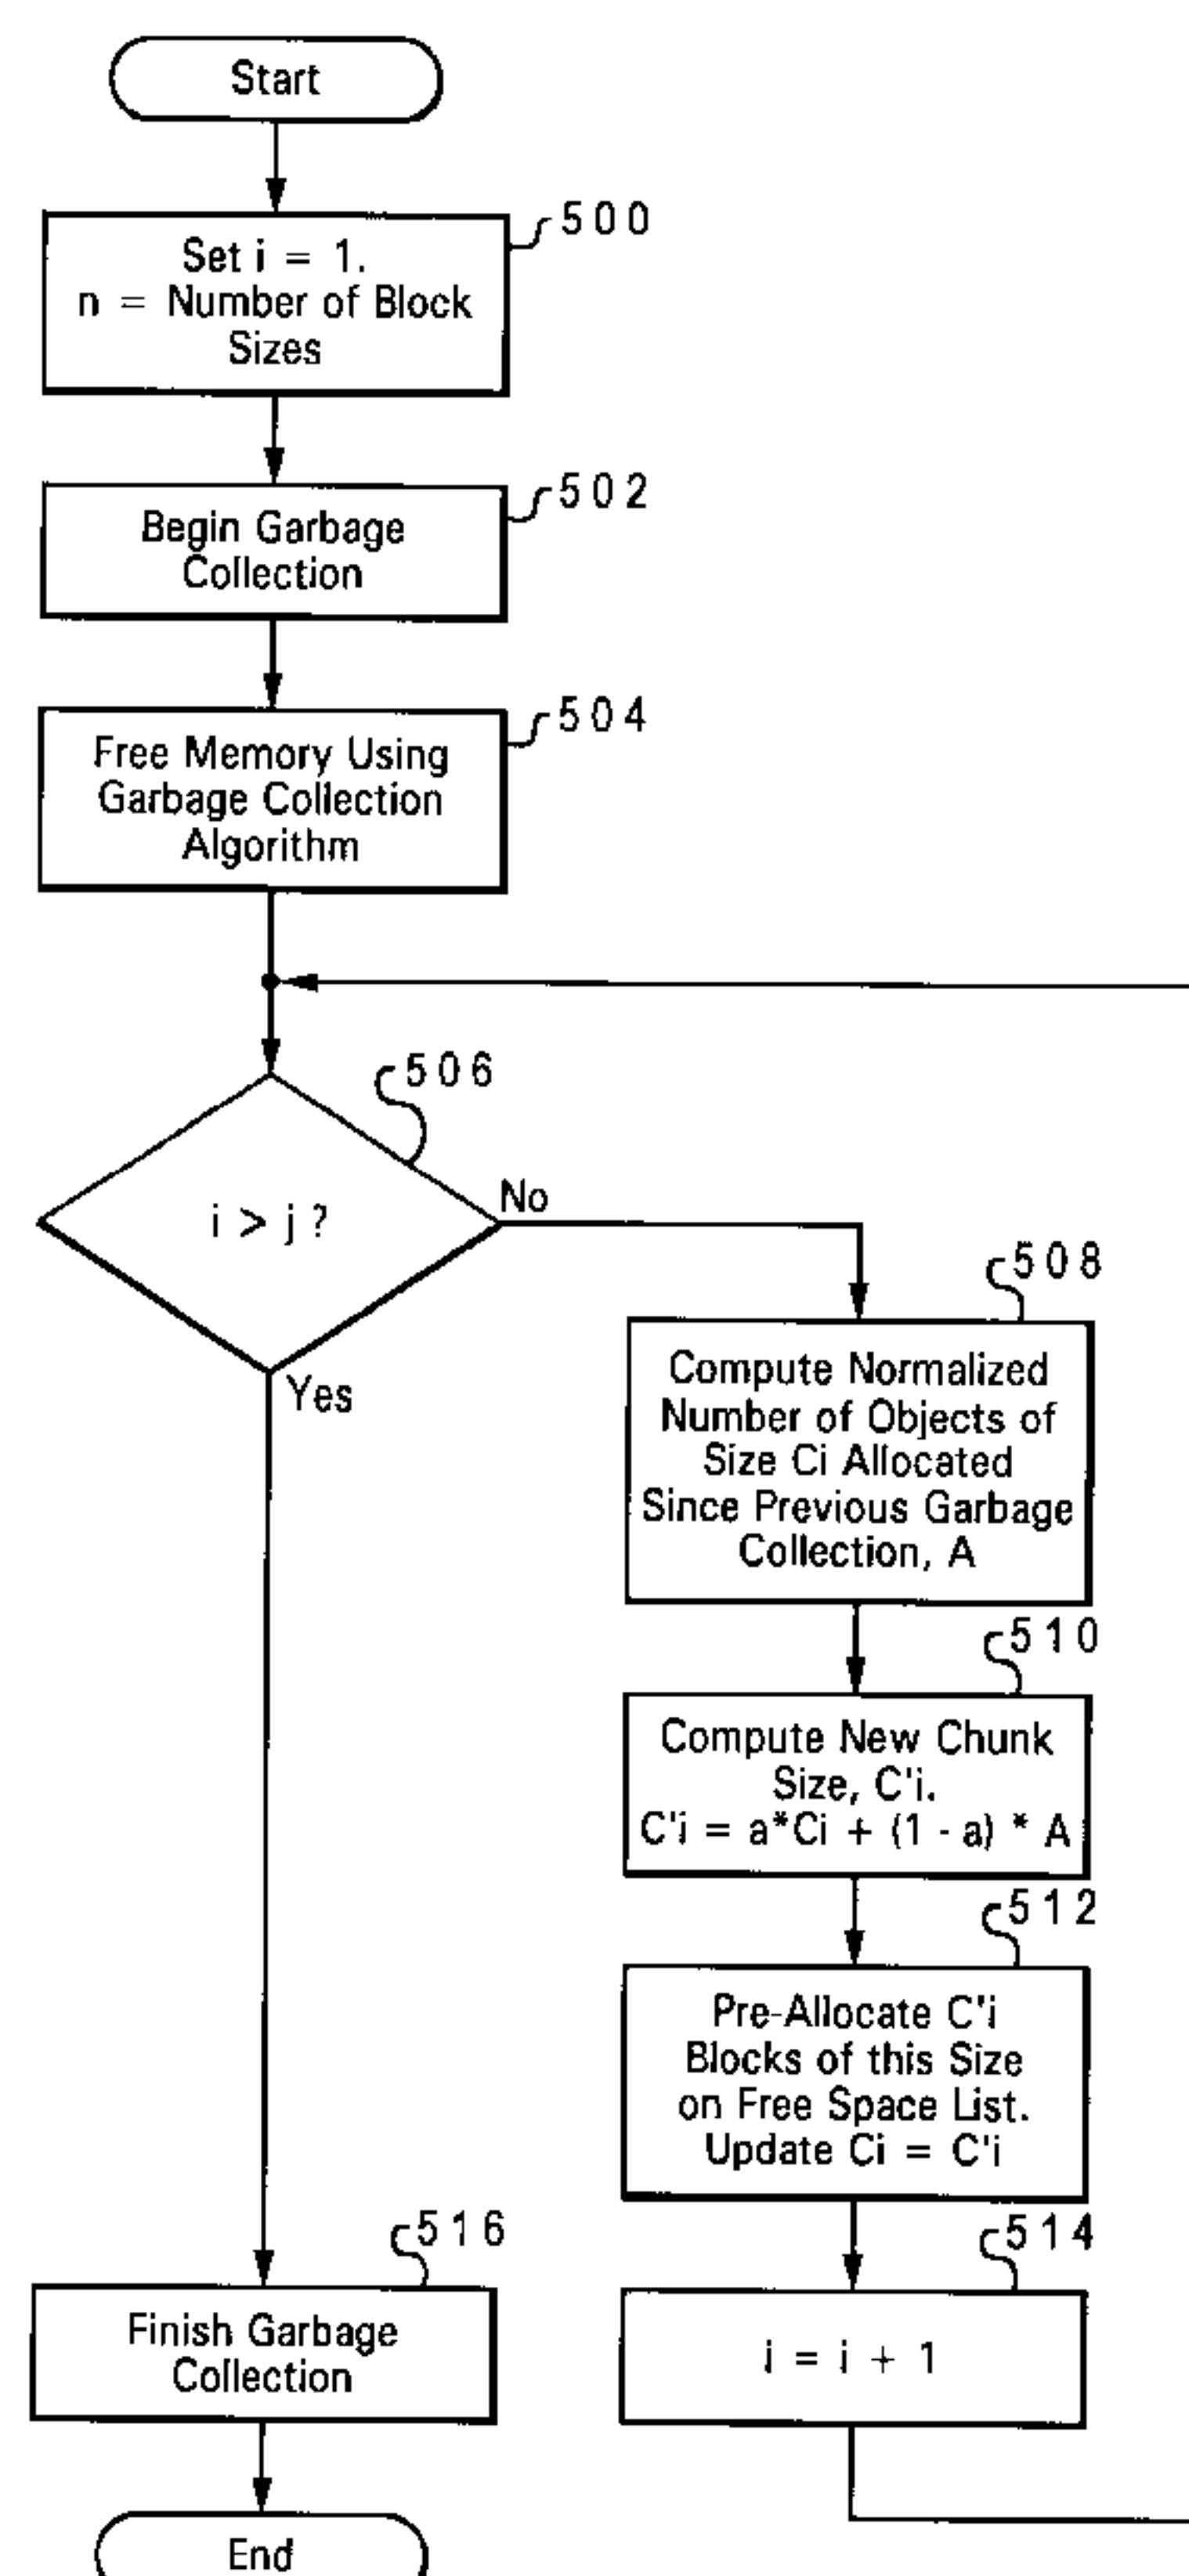 Start
500
Set i = 1.
n = Number of Block
Sizes
502
Begin Garbage
Collection
504
Free Memory Using
Garbage Collection
Algorithm
506
i > j ?
No
Yes
508
Compute Normalized
Number of Objects of
Size Ci Allocated
Since Previous Garbage
Collection, A
510
Compute New Chunk
Size, C'i.
C'i = a*Ci + (1 - a) * A
512
Pre-Allocate C'i
Blocks of this Size
on Free Space List.
Update Ci = C'i
514
i = i + 1
516
Finish Garbage
Collection
End